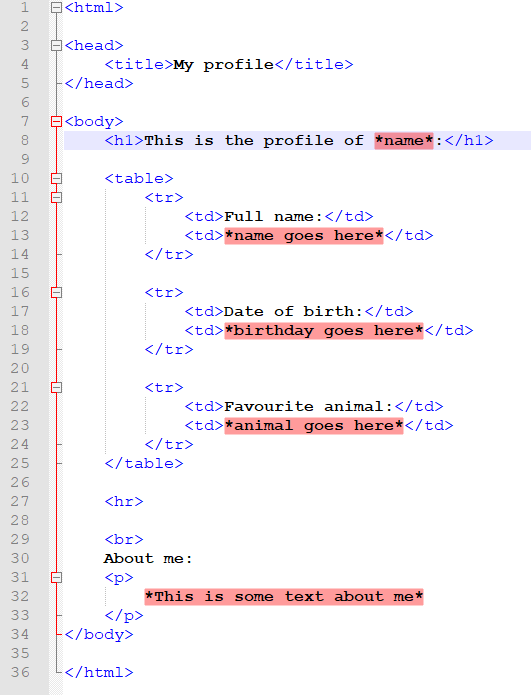 1 <html>
2
3 <head>
4 <title>My profile</title>
5 </head>
6
7 <body>
8 <h1>This is the profile of *name*:</h1>
9
10 <table>
11 <tr>
12 <td>Full name:</td>
13 <td>*name goes here*</td>
14 </tr>
15
16 <tr>
17 <td>Date of birth:</td>
18 <td>*birthday goes here*</td>
19 </tr>
20
21 <tr>
22 <td>Favourite animal:</td>
23 <td>*animal goes here*</td>
24 </tr>
25 </table>
26
27 <hr>
28
29 <br>
30 About me:
31 <p>
32 *This is some text about me*
33 </p>
34 </body>
35
36 </html>